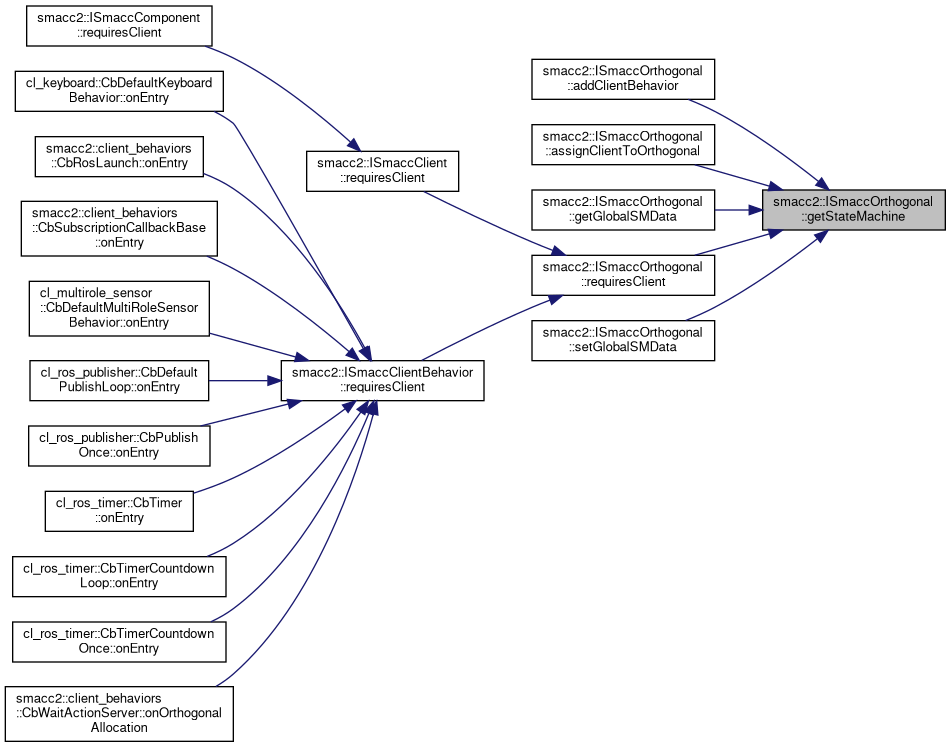 smacc2::ISmaccComponent
::requiresClient
cl_keyboard::CbDefaultKeyboard
Behavior::onEntry
smacc2::client_behaviors
::CbRosLaunch::onEntry
smacc2::client_behaviors
::CbSubscriptionCallbackBase
::onEntry
cl_multirole_sensor
::CbDefaultMultiRoleSensor
Behavior::onEntry
cl_ros_publisher::CbDefault
PublishLoop::onEntry
cl_ros_publisher::CbPublish
Once::onEntry
cl_ros_timer::CbTimer
::onEntry
cl_ros_timer::CbTimerCountdown
Loop::onEntry
cl_ros_timer::CbTimerCountdown
Once::onEntry
smacc2::client_behaviors
::CbWaitActionServer::onOrthogonal
Allocation
smacc2::ISmaccClient
::requiresClient
smacc2::ISmaccClientBehavior
::requiresClient
smacc2::ISmaccOrthogonal
::addClientBehavior
smacc2::ISmaccOrthogonal
::assignClientToOrthogonal
smacc2::ISmaccOrthogonal
::getGlobalSMData
smacc2::ISmaccOrthogonal
::requiresClient
smacc2::ISmaccOrthogonal
::setGlobalSMData
smacc2::ISmaccOrthogonal
::getStateMachine